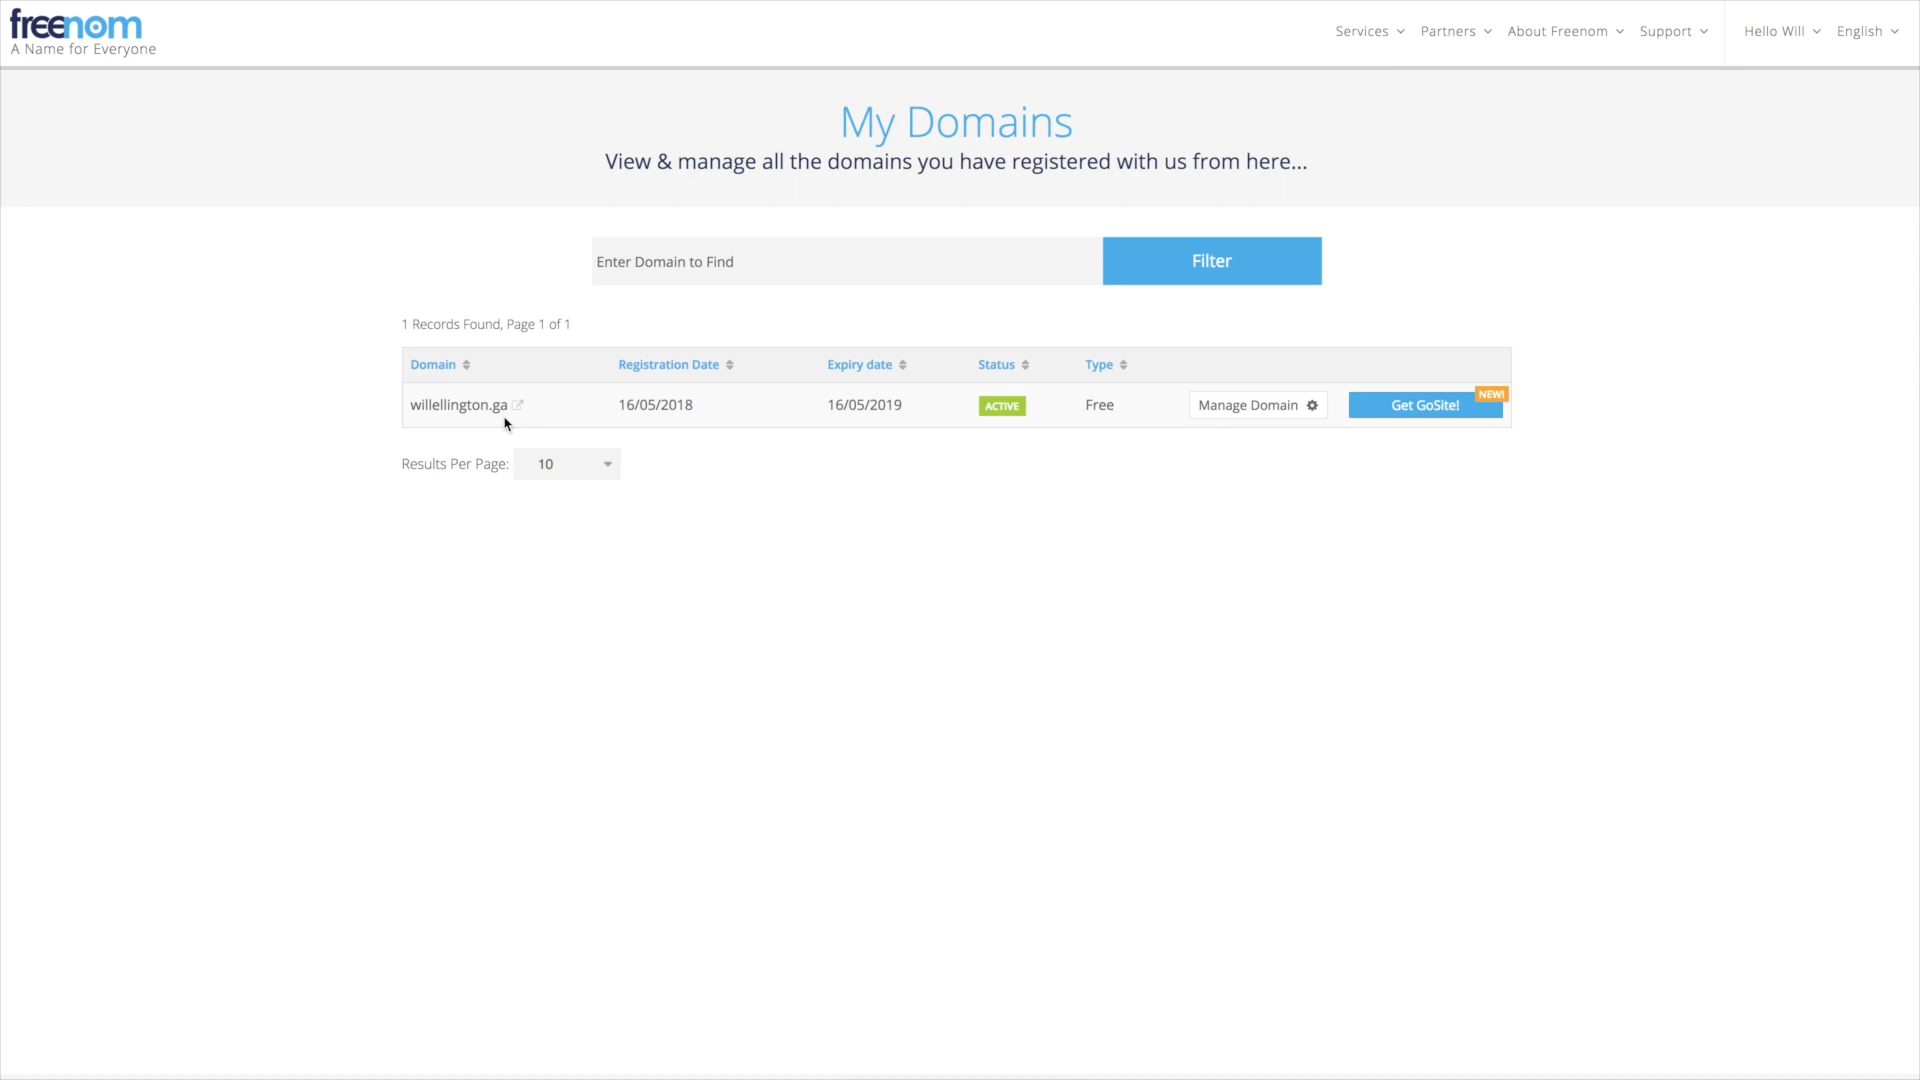 freenom
A Name for Everyone
Services Partners About Freenom Support Hello Will English
My Domains
View & manage all the domains you have registered with us from here...
Enter Domain to Find Filter
1 Records Found, Page 1 of 1
Domain Registration Date Expiry date Status Type
willellington.ga 16/05/2018 16/05/2019 ACTIVE Free Manage Domain Get GoSite! NEW!
Results Per Page: 10